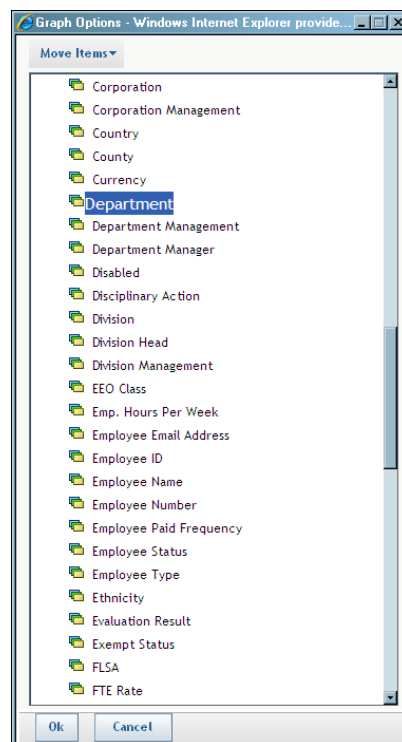 Graph Options - Windows Internet Explorer provide...
Move Items
Corporation
Corporation Management
Country
County
Currency
Department
Department Management
Department Manager
Disabled
Disciplinary Action
Division
Division Head
Division Management
EEO Class
Emp. Hours Per Week
Employee Email Address
Employee ID
Employee Name
Employee Number
Employee Paid Frequency
Employee Status
Employee Type
Ethnicity
Evaluation Result
Exempt Status
FLSA
FTE Rate
Ok Cancel